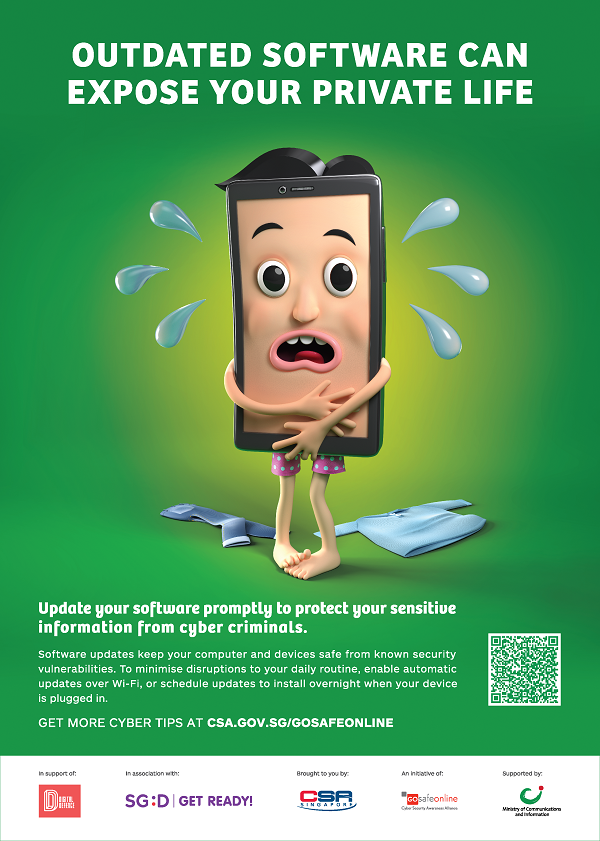 OUTDATED SOFTWARE CAN
EXPOSE YOUR PRIVATE LIFE
Update your software promptly to protect your sensitive
information from cyber criminals.
Software updates keep your computer and devices safe from known security
vulnerabilities. To minimise disruptions to your daily routine, enable automatic
updates over Wi-Fi, or schedule updates to install overnight when your device
is plugged in.
GET MORE CYBER TIPS AT CSA.GOV.SG/GOSAFEONLINE
In support of:
DIGITAL
DEFENCE
In association with:
SG:D | GET READY!
Brought to you by:
CSA
SINGAPORE
An initiative of:
GOsafeonline
Cyber Security Awareness Alliance
Supported by:
Ministry of Communications
and Information